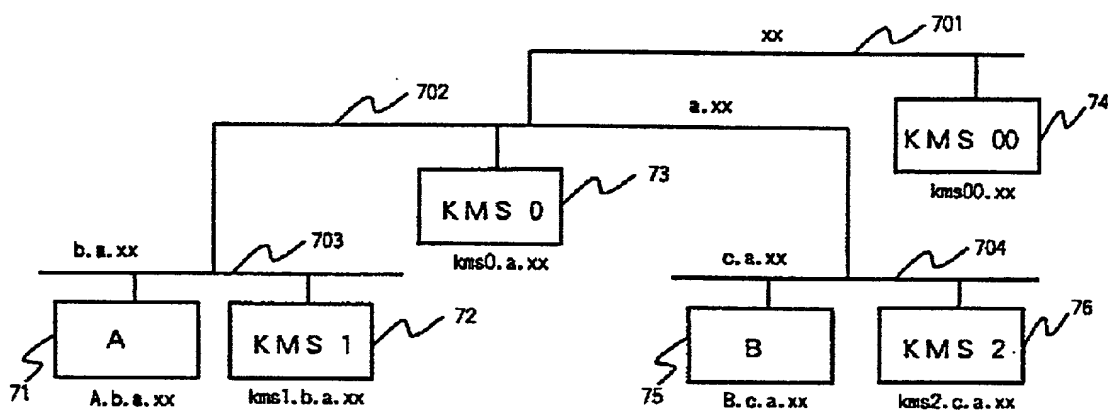 xx
701
702
a.xx
74
KMS 00
73
kms00.xx
KMS 0
b.a.xx
703
kms0.a.xx
c.a.xx
704
A
KMS 1
72
B
KMS 2
76
71
A.b.a.xx
kms1.b.a.xx
75
B.c.a.xx
kms2.c.a.xx